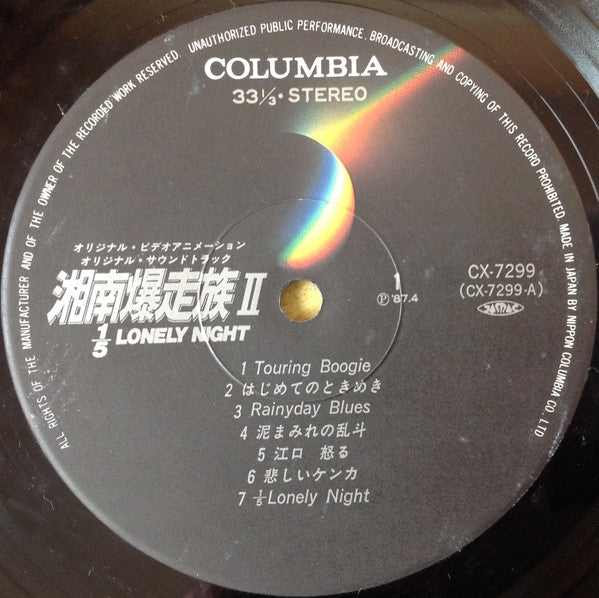 ALL RIGHTS OF THE MANUFACTURER AND OF THE OWNER OF THE RECORDED WORK RESERVED. UNAUTHORIZED PUBLIC PERFORMANCE, BROADCASTING AND COPYING OF THIS RECORD PROHIBITED. MADE IN JAPAN BY NIPPON COLUMBIA CO. LTD
COLUMBIA
33⅓・STEREO
オリジナル・ビデオアニメーション
オリジナル・サウンドトラック
湘南爆走族II
1/5 LONELY NIGHT
1
Ⓟ '87.4
CX-7299
(CX-7299-A)
JASRAC
1 Touring Boogie
2 はじめてのときめき
3 Rainyday Blues
4 泥まみれの乱斗
5 江口 怒る
6 悲しいケンカ
7 1/5 Lonely Night